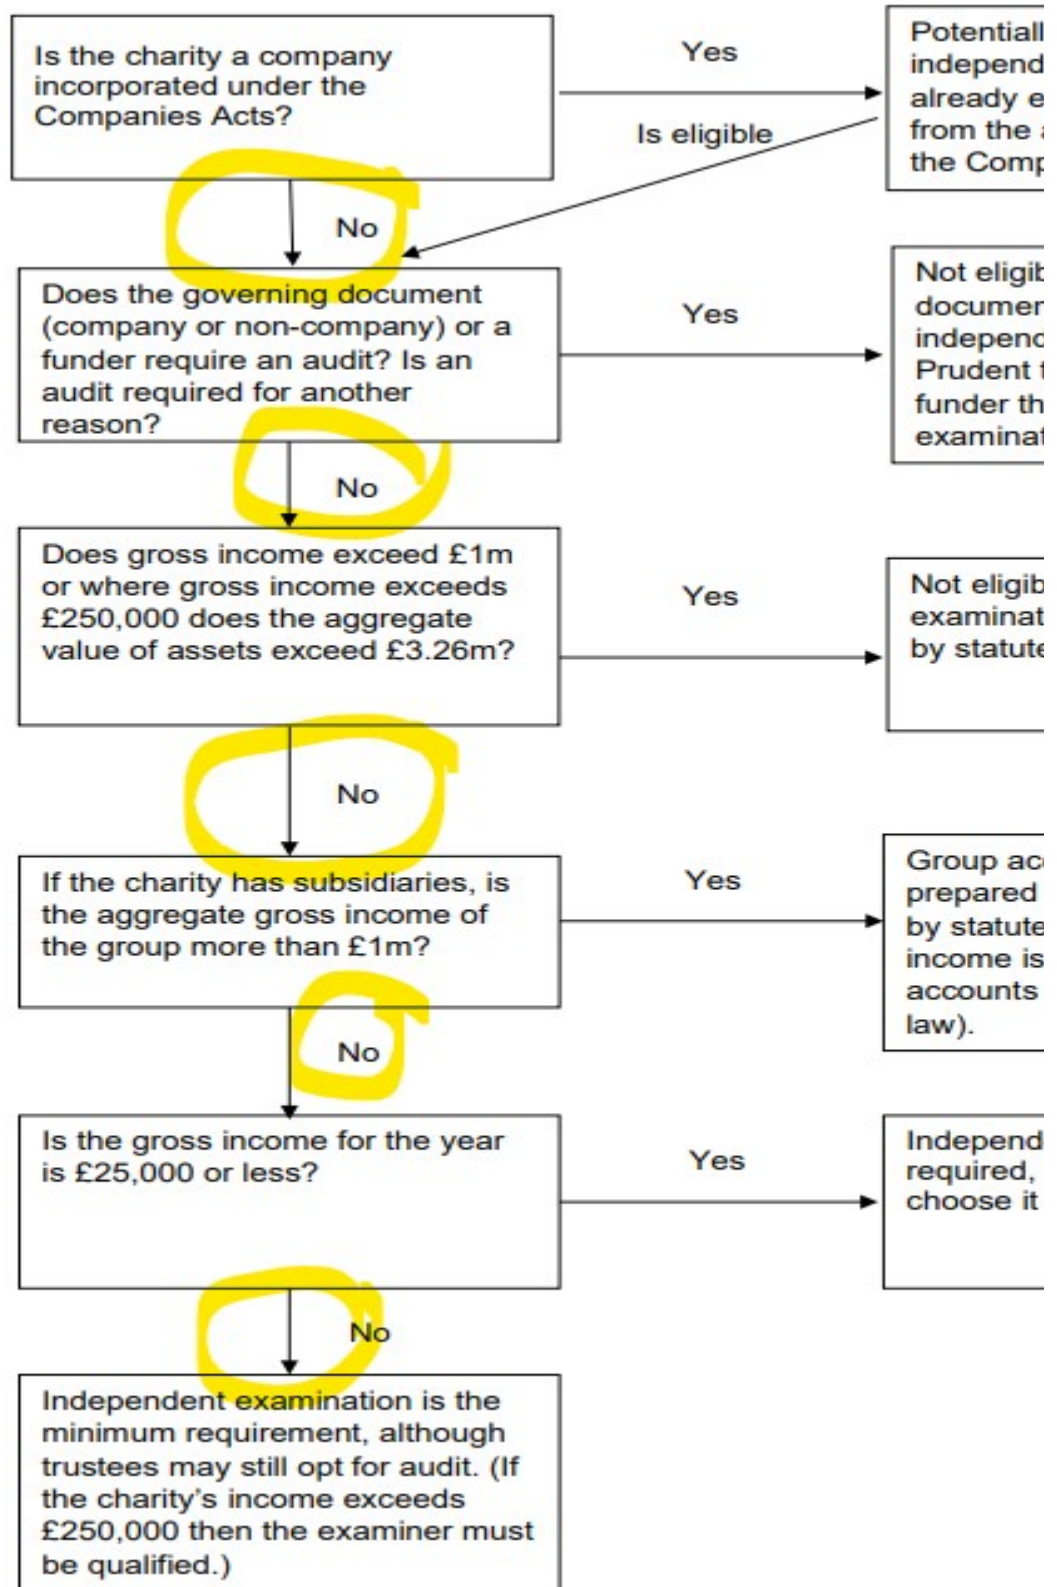 Is the charity a company
incorporated under the
Companies Acts?
Yes
Is eligible
from the
the
No
Does the governing document
(company or non-company) or a
funder require an audit? Is an
audit required for another
reason?
Yes
Not
Prudent
funder
No
Does gross income exceed £1m
or where gross income exceeds
£250,000 does the aggregate
value of assets exceed £3.26m?
Yes
Not
by
No
If the charity has subsidiaries, is
the aggregate gross income of
the group more than £1m?
Yes
Group
prepared
by
income is
accounts
law).
No
Is the gross income for the year
is £25,000 or less?
Yes
required,
choose it
No
Independent examination is the
minimum requirement, although
trustees may still opt for audit. (If
the charity's income exceeds
£250,000 then the examiner must
be qualified.)